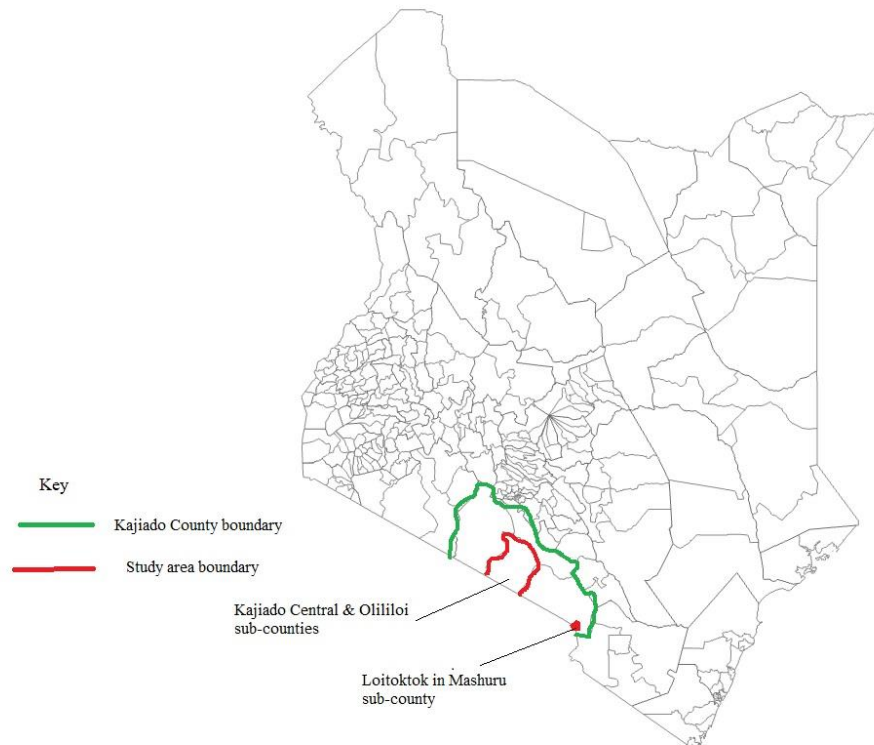 Key
Kajiado County boundary
Study area boundary
Kajiado Central & Olililoi
sub-counties
Loitoktok in Mashuru
sub-county